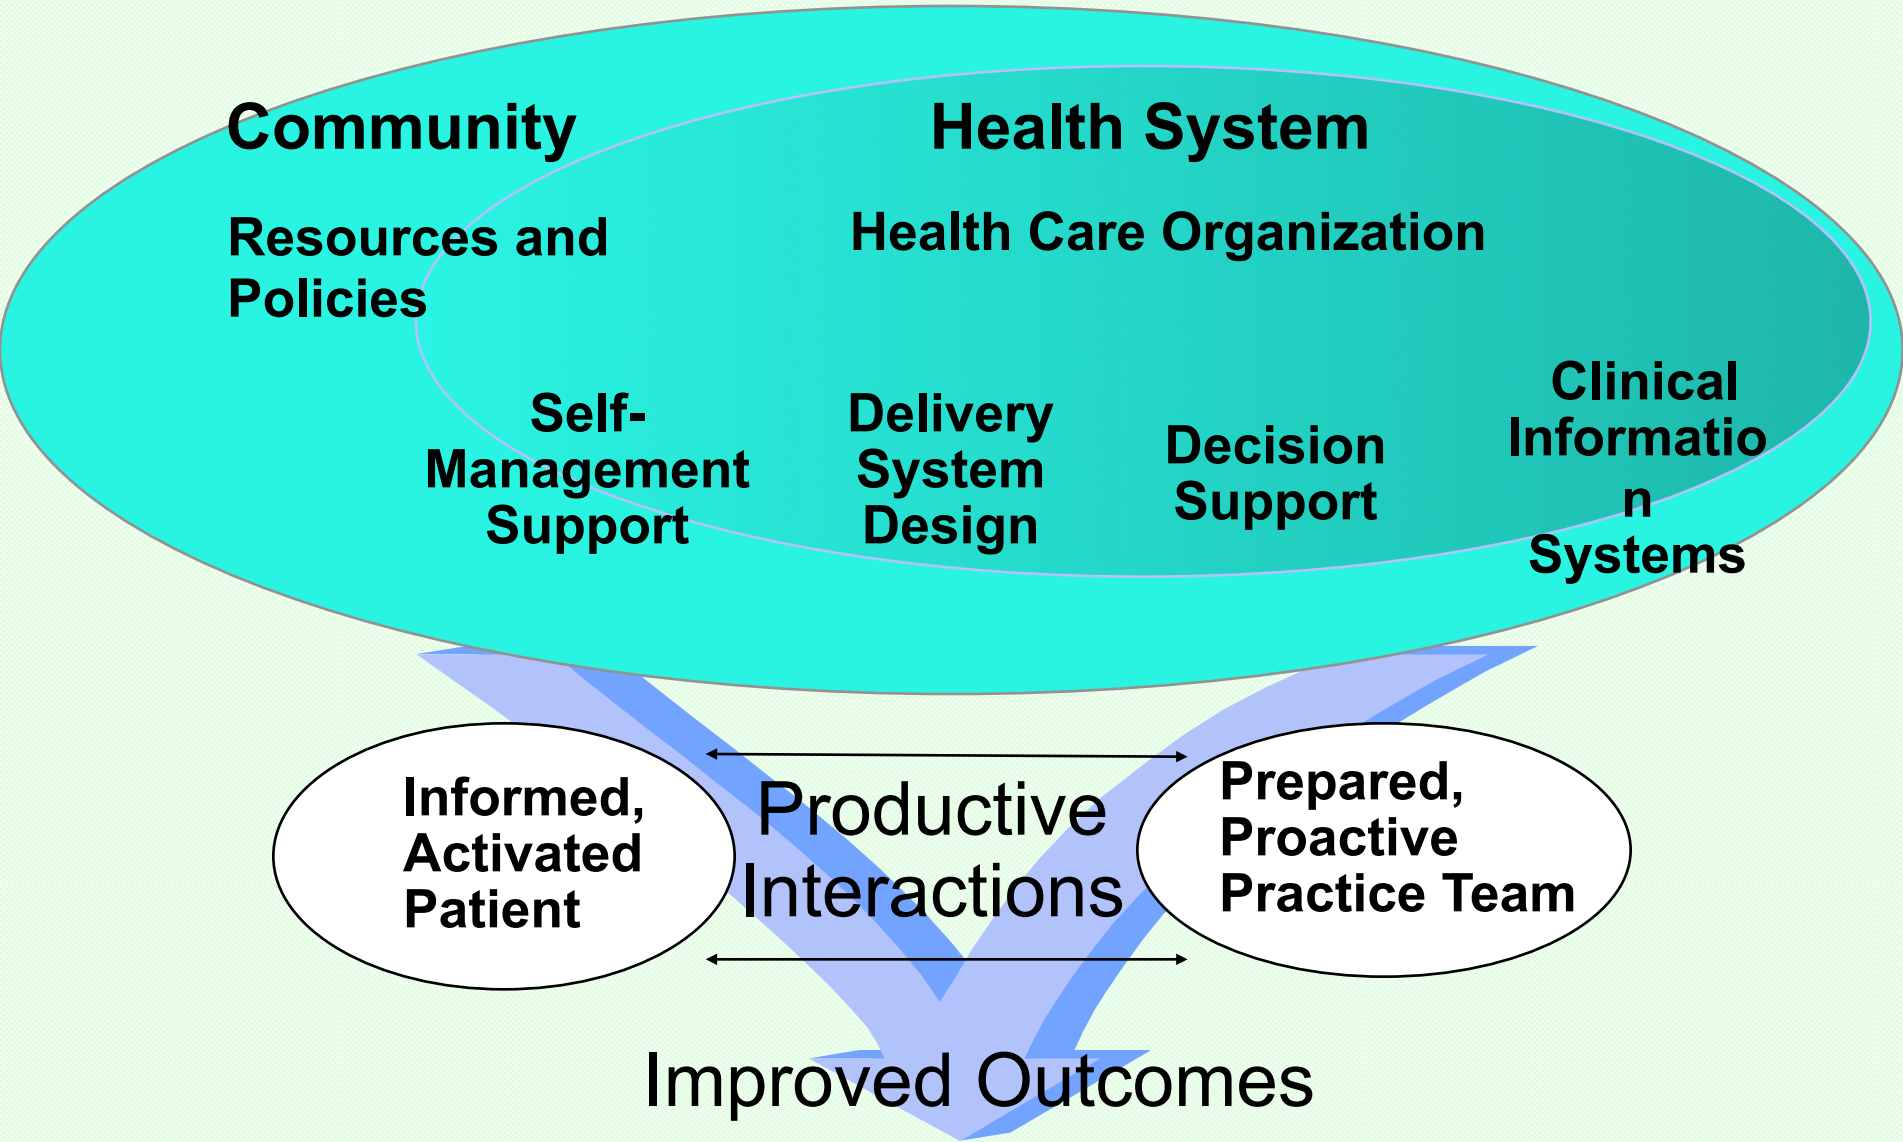 Community
Health System
Resources and
Policies
Health Care Organization
Self-
Management
Support
Delivery
System
Design
Decision
Support
Clinical
Informatio
n
Systems
Informed,
Activated
Patient
Productive
Interactions
Prepared,
Proactive
Practice Team
Improved Outcomes